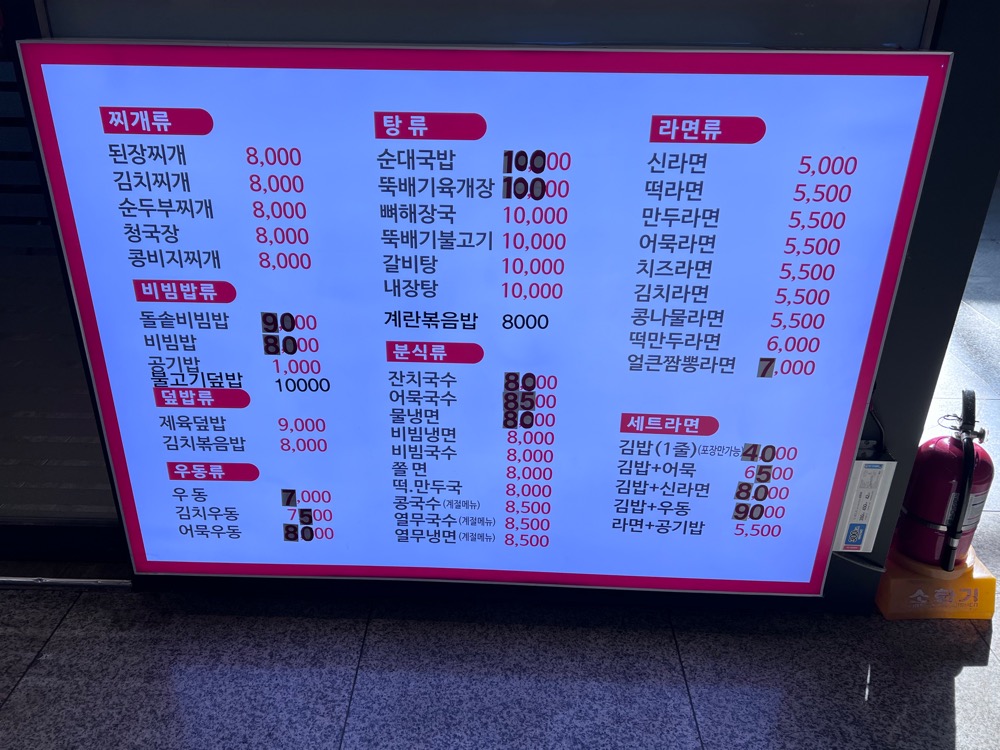 찌개류
된장찌개 8,000
김치찌개 8,000
순두부찌개 8,000
청국장 8,000
콩비지찌개 8,000
비빔밥류
돌솥비빔밥 9,000
비빔밥 8,000
공기밥 1,000
불고기덮밥 10000
덮밥류
제육덮밥 9,000
김치볶음밥 8,000
우동류
우동 7,000
김치우동 7500
어묵우동 8,000
탕류
순대국밥 10,000
뚝배기육개장 10,000
뼈해장국 10,000
뚝배기불고기 10,000
갈비탕 10,000
내장탕 10,000
계란볶음밥 8000
분식류
잔치국수 8,000
어묵국수 8500
물냉면 8,000
비빔냉면 8,000
비빔국수 8,000
쫄면 8,000
떡.만두국 8,000
콩국수(계절메뉴) 8,500
열무국수(계절메뉴) 8,500
열무냉면(계절메뉴) 8,500
라면류
신라면 5,000
떡라면 5,500
만두라면 5,500
어묵라면 5,500
치즈라면 5,500
김치라면 5,500
콩나물라면 5,500
떡만두라면 6,000
얼큰짬뽕라면 7,000
세트라면
김밥(1줄)(포장만가능) 4,000
김밥+어묵 6500
김밥+신라면 8,000
김밥+우동 9000
라면+공기밥 5,500
소화기